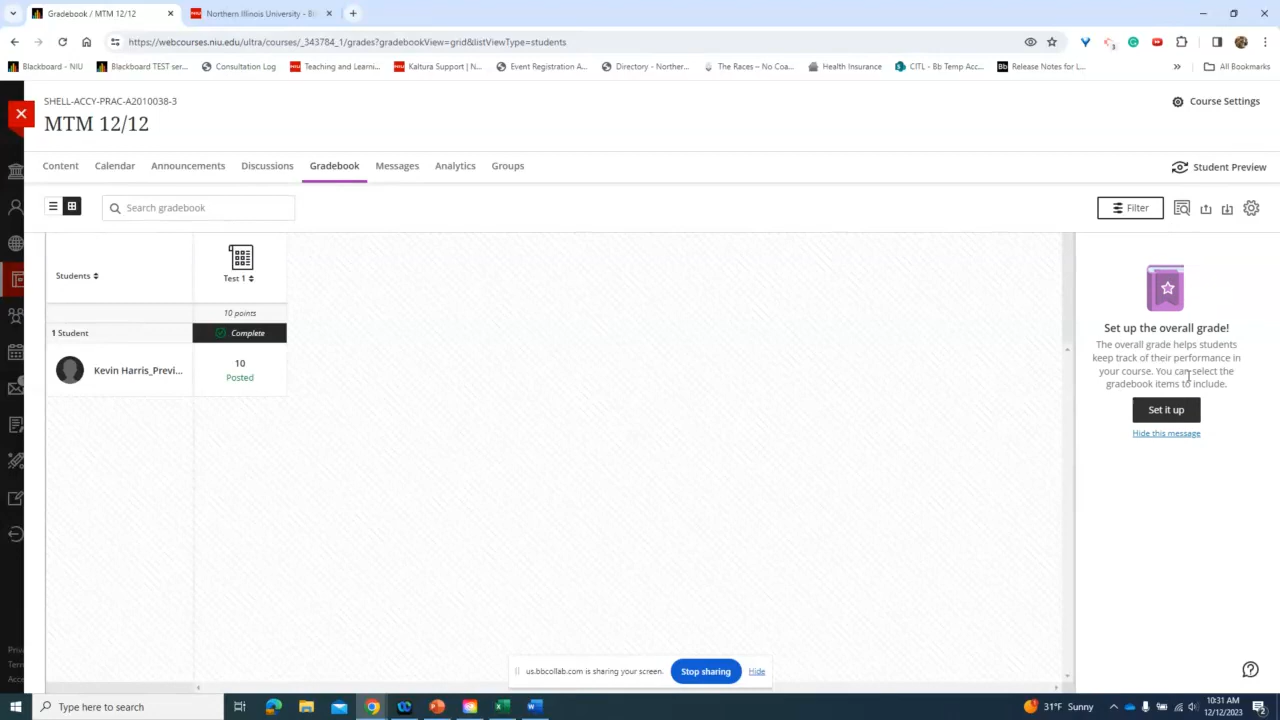 Gradebook / MTM 12/12
Northern Illinois University - Bl
https://webcourses.niu.edu/ultra/courses/_343784_1/grades?gradebookView=grid&listViewType=students
Blackboard - NIU
Blackboard TEST ser...
Consultation Log
Teaching and Learni...
Kaltura Support | N...
Event Registration A...
Directory - Norther...
The Races – No Coa...
Health Insurance
CITL - Bb Temp Acc...
Bb
Release Notes for L...
»
All Bookmarks
SHELL-ACCY-PRAC-A2010038-3
Course Settings
MTM 12/12
Content
Calendar
Announcements
Discussions
Gradebook
Messages
Analytics
Groups
Student Preview
Search gradebook
Filter
Students
Test 1
10 points
1 Student
Complete
Kevin Harris_Previ...
10
Posted
Set up the overall grade!
The overall grade helps students
keep track of their performance in
your course. You can select the
gradebook items to include.
Set it up
Hide this message
Priv
Ter
Acce
us.bbcollab.com is sharing your screen.
Stop sharing
Hide
Type here to search
31°F Sunny
10:31 AM
12/12/2023